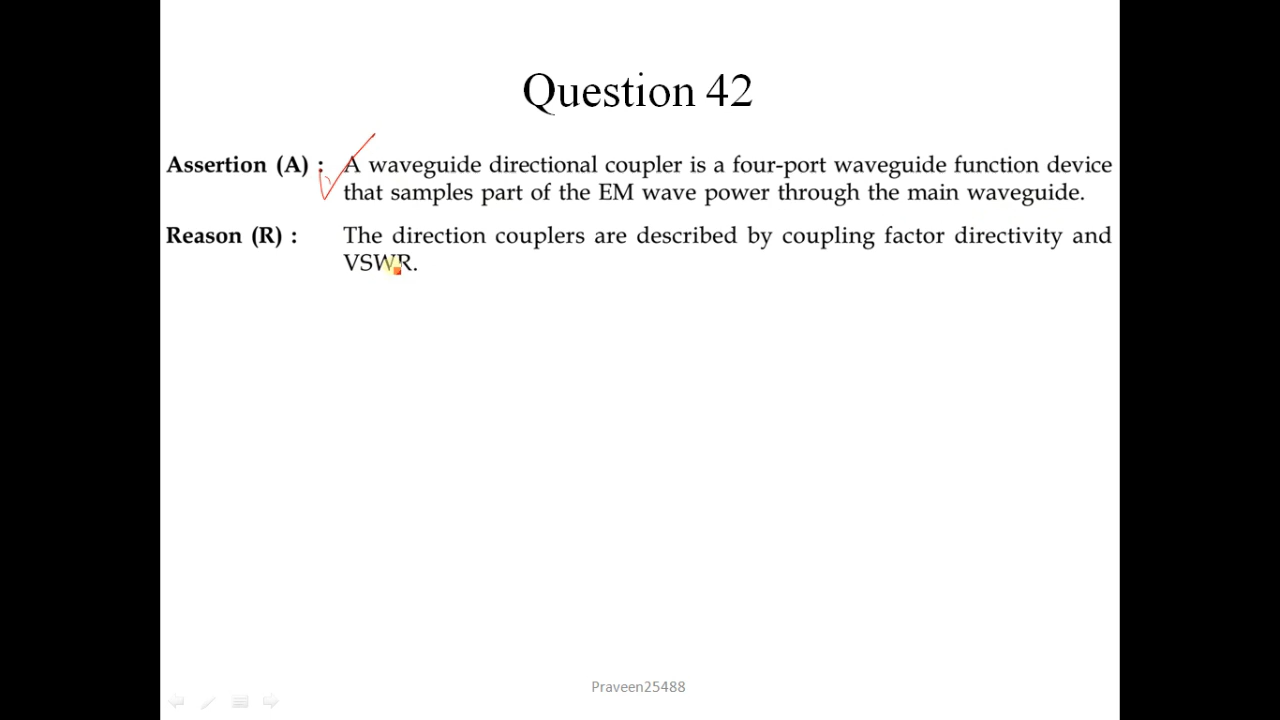 Question 42
Assertion (A) : A waveguide directional coupler is a four-port waveguide function device
that samples part of the EM wave power through the main waveguide.
Reason (R) : The direction couplers are described by coupling factor directivity and
VSWR.
Praveen25488